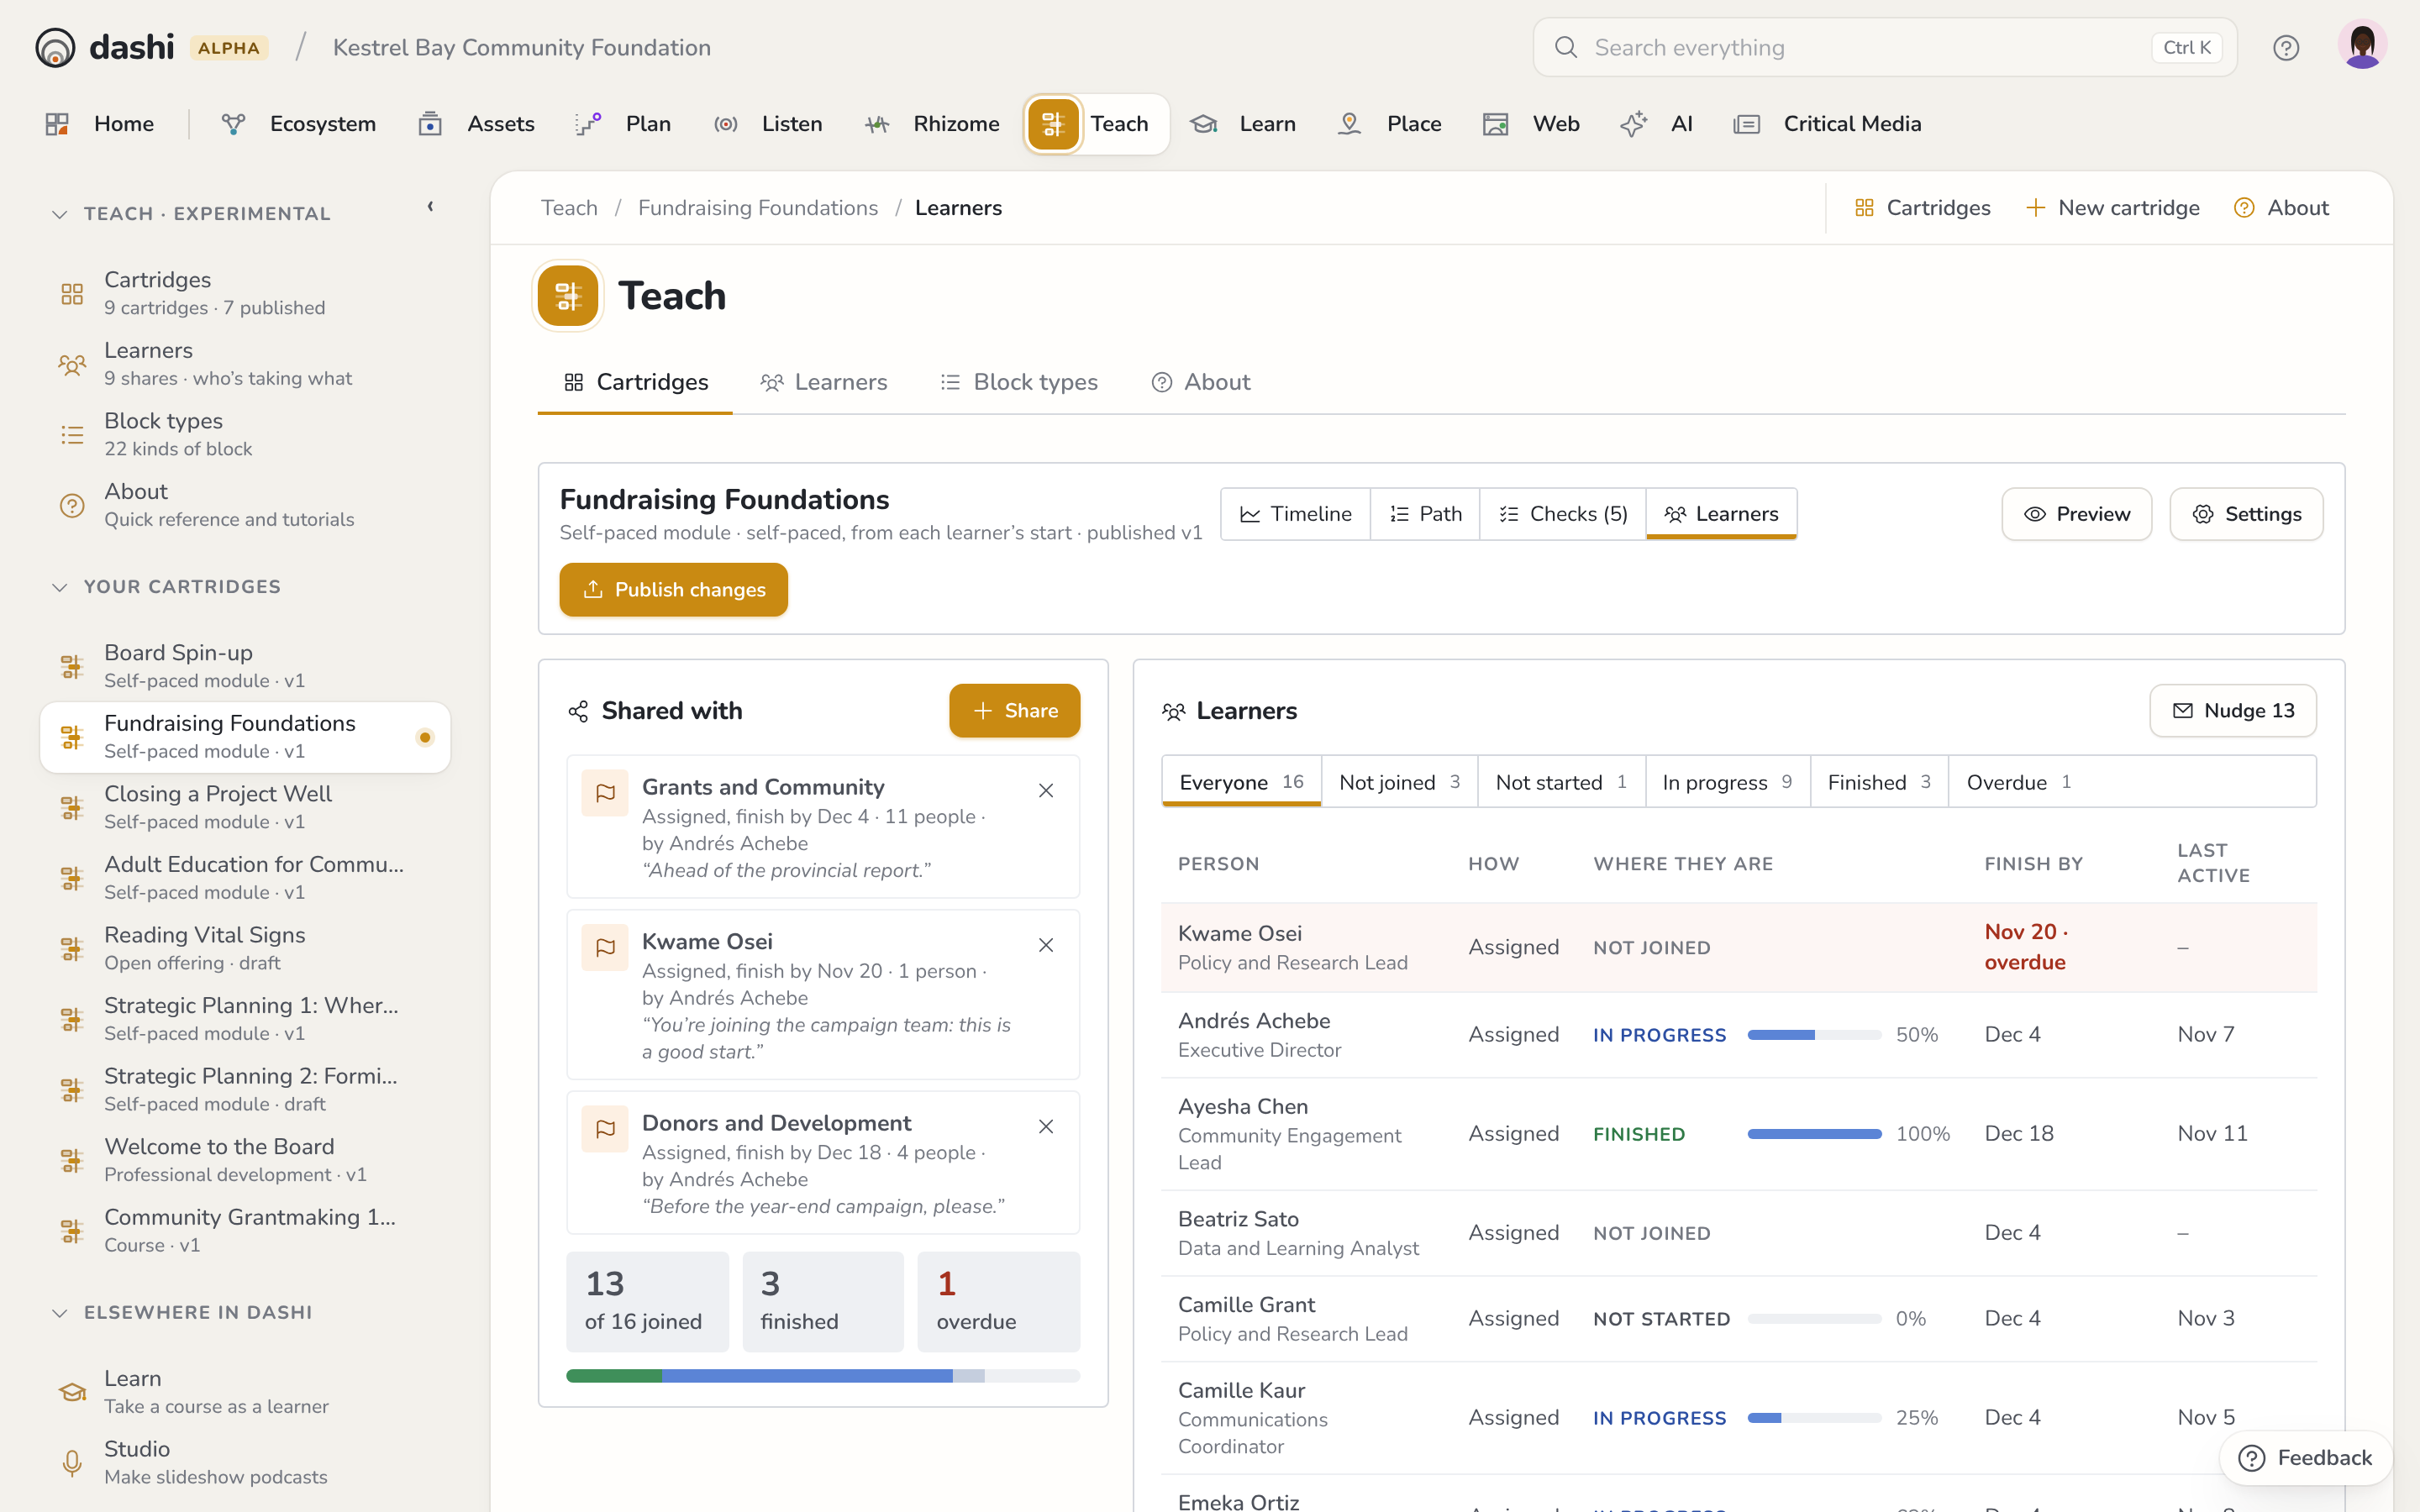 dashi ALPHA / Kestrel Bay Community Foundation
Search everything Ctrl K
Home Ecosystem Assets Plan Listen Rhizome Teach Learn Place Web AI Critical Media
TEACH · EXPERIMENTAL
Cartridges
9 cartridges · 7 published
Learners
9 shares · who’s taking what
Block types
22 kinds of block
About
Quick reference and tutorials
YOUR CARTRIDGES
Board Spin-up
Self-paced module · v1
Fundraising Foundations
Self-paced module · v1
Closing a Project Well
Self-paced module · v1
Adult Education for Commu...
Self-paced module · v1
Reading Vital Signs
Open offering · draft
Strategic Planning 1: Wher...
Self-paced module · v1
Strategic Planning 2: Formi...
Self-paced module · draft
Welcome to the Board
Professional development · v1
Community Grantmaking 1...
Course · v1
ELSEWHERE IN DASHI
Learn
Take a course as a learner
Studio
Make slideshow podcasts
Teach / Fundraising Foundations / Learners
Cartridges New cartridge About
Teach
Cartridges Learners Block types About
Fundraising Foundations
Self-paced module · self-paced, from each learner’s start · published v1
Timeline Path Checks (5) Learners
Preview Settings
Publish changes
Shared with
Share
Grants and Community
Assigned, finish by Dec 4 · 11 people ·
by Andrés Achebe
“Ahead of the provincial report.”
Kwame Osei
Assigned, finish by Nov 20 · 1 person ·
by Andrés Achebe
“You’re joining the campaign team: this is
a good start.”
Donors and Development
Assigned, finish by Dec 18 · 4 people ·
by Andrés Achebe
“Before the year-end campaign, please.”
13
of 16 joined
3
finished
1
overdue
Learners
Nudge 13
Everyone 16 Not joined 3 Not started 1 In progress 9 Finished 3 Overdue 1
PERSON HOW WHERE THEY ARE FINISH BY LAST
ACTIVE
Kwame Osei
Policy and Research Lead
Assigned NOT JOINED Nov 20 ·
overdue
–
Andrés Achebe
Executive Director
Assigned IN PROGRESS 50% Dec 4 Nov 7
Ayesha Chen
Community Engagement
Lead
Assigned FINISHED 100% Dec 18 Nov 11
Beatriz Sato
Data and Learning Analyst
Assigned NOT JOINED Dec 4 –
Camille Grant
Policy and Research Lead
Assigned NOT STARTED 0% Dec 4 Nov 3
Camille Kaur
Communications
Coordinator
Assigned IN PROGRESS 25% Dec 4 Nov 5
Emeka Ortiz
Feedback